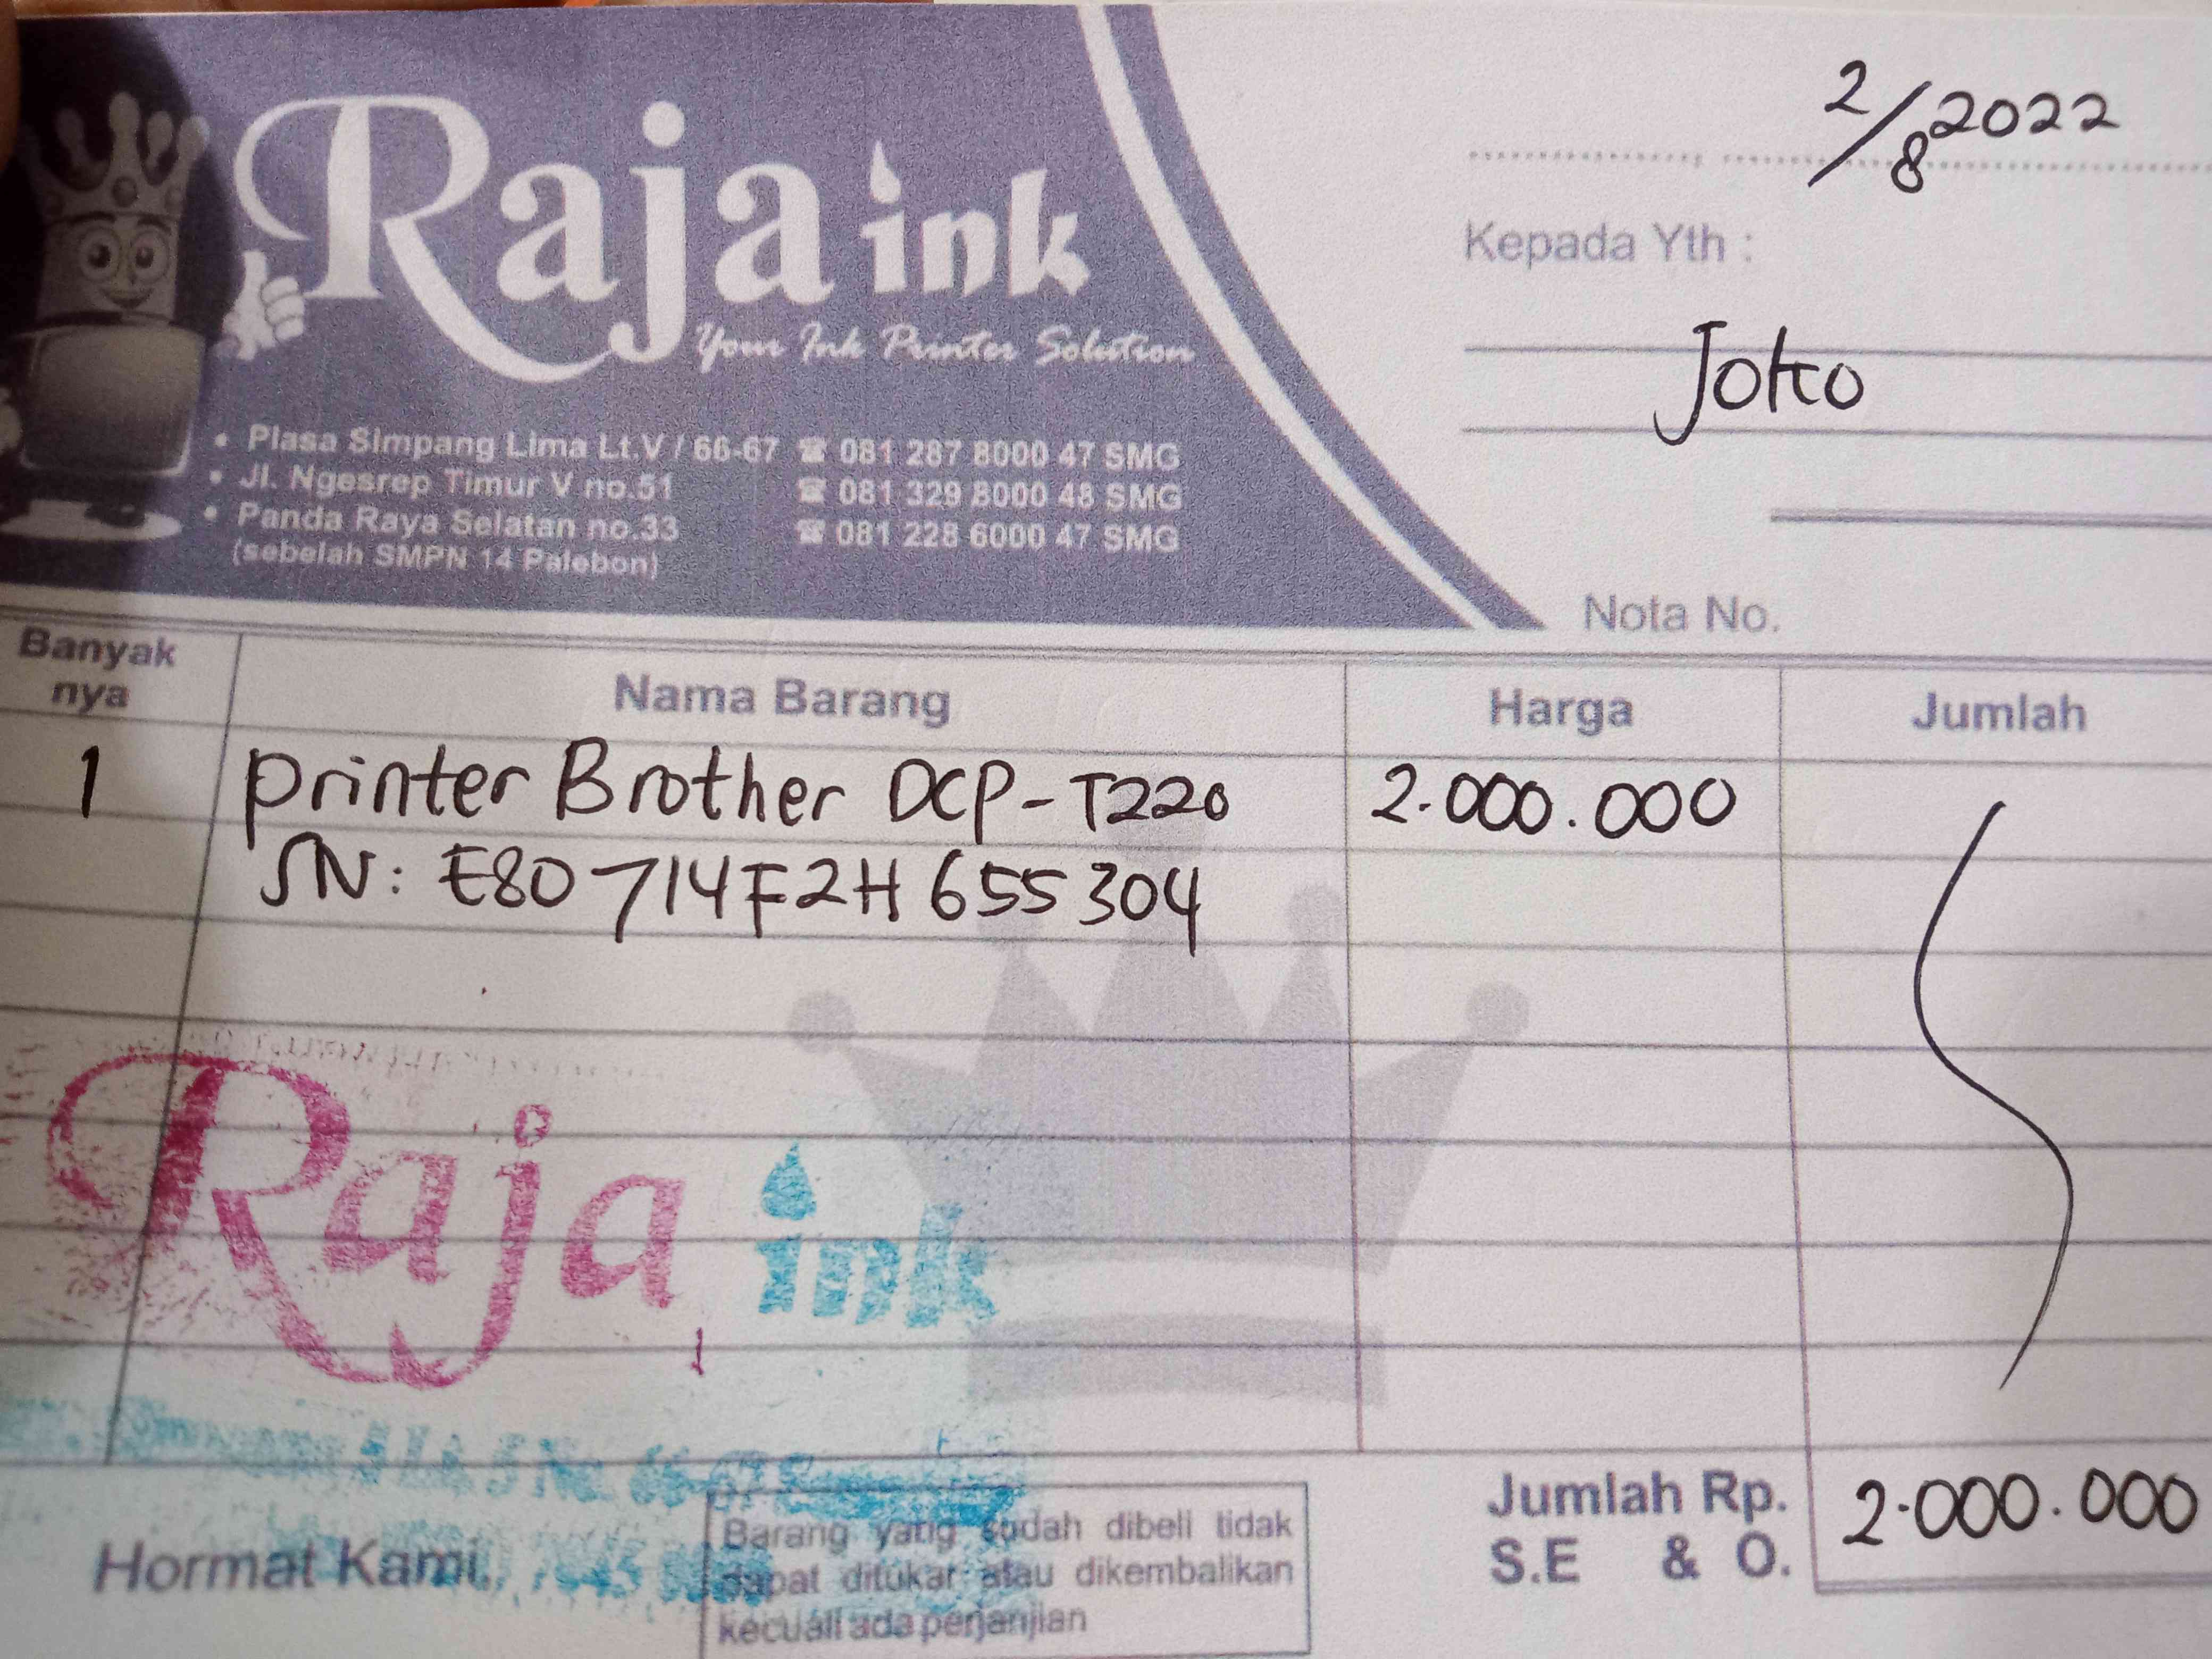 Raja ink
Your Ink Printer Solution
• Plasa Simpang Lima Lt.V / 66-67 ☎ 081 287 8000 47 SMG
• Jl. Ngesrep Timur V no.51 ☎ 081 329 8000 48 SMG
• Panda Raya Selatan no.33 ☎ 081 228 6000 47 SMG
(sebelah SMPN 14 Palebon)
2/8 2022
Kepada Yth :
Joko
Nota No.
Banyak nya Nama Barang Harga Jumlah
1 Printer Brother DCP-T220 2.000.000
SN: E80714F2H655304
Raja ink
Hormat Kami,
Barang yang sudah dibeli tidak
dapat ditukar atau dikembalikan
kecuali ada perjanjian
Jumlah Rp. 2.000.000
S.E & O.